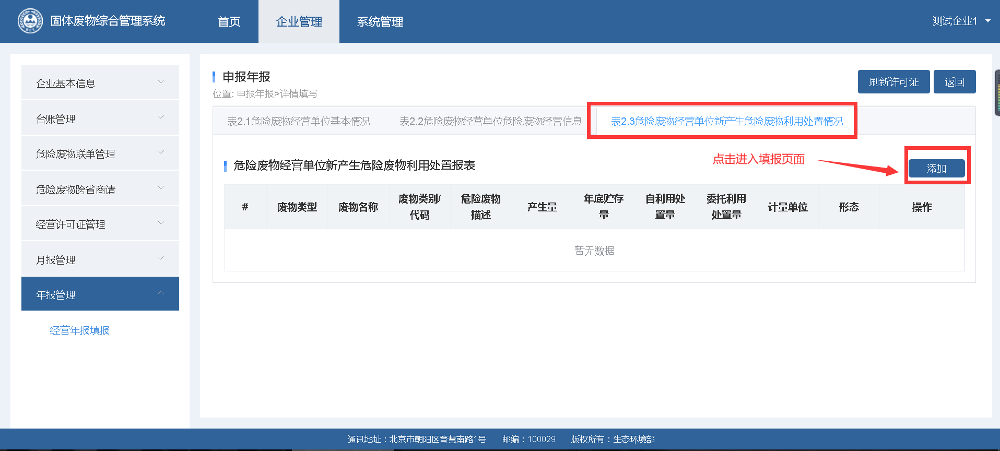 固体废物综合管理系统
首页
企业管理
系统管理
测试企业1
企业基本信息
台账管理
危险废物联单管理
危险废物跨省商请
经营许可证管理
月报管理
年报管理
经营年报填报
申报年报
位置: 申报年报>详情填写
刷新许可证
返回
表2.1危险废物经营单位基本情况
表2.2危险废物经营单位危险废物经营信息
表2.3危险废物经营单位新产生危险废物利用处置情况
危险废物经营单位新产生危险废物利用处置报表
点击进入填报页面
添加
#
废物类型
废物名称
废物类别/
代码
危险废物
描述
产生量
年底贮存
量
自利用处
置量
委托利用
处置量
计量单位
形态
操作
暂无数据
通讯地址：北京市朝阳区育慧南路1号 邮编：100029 版权所有：生态环境部